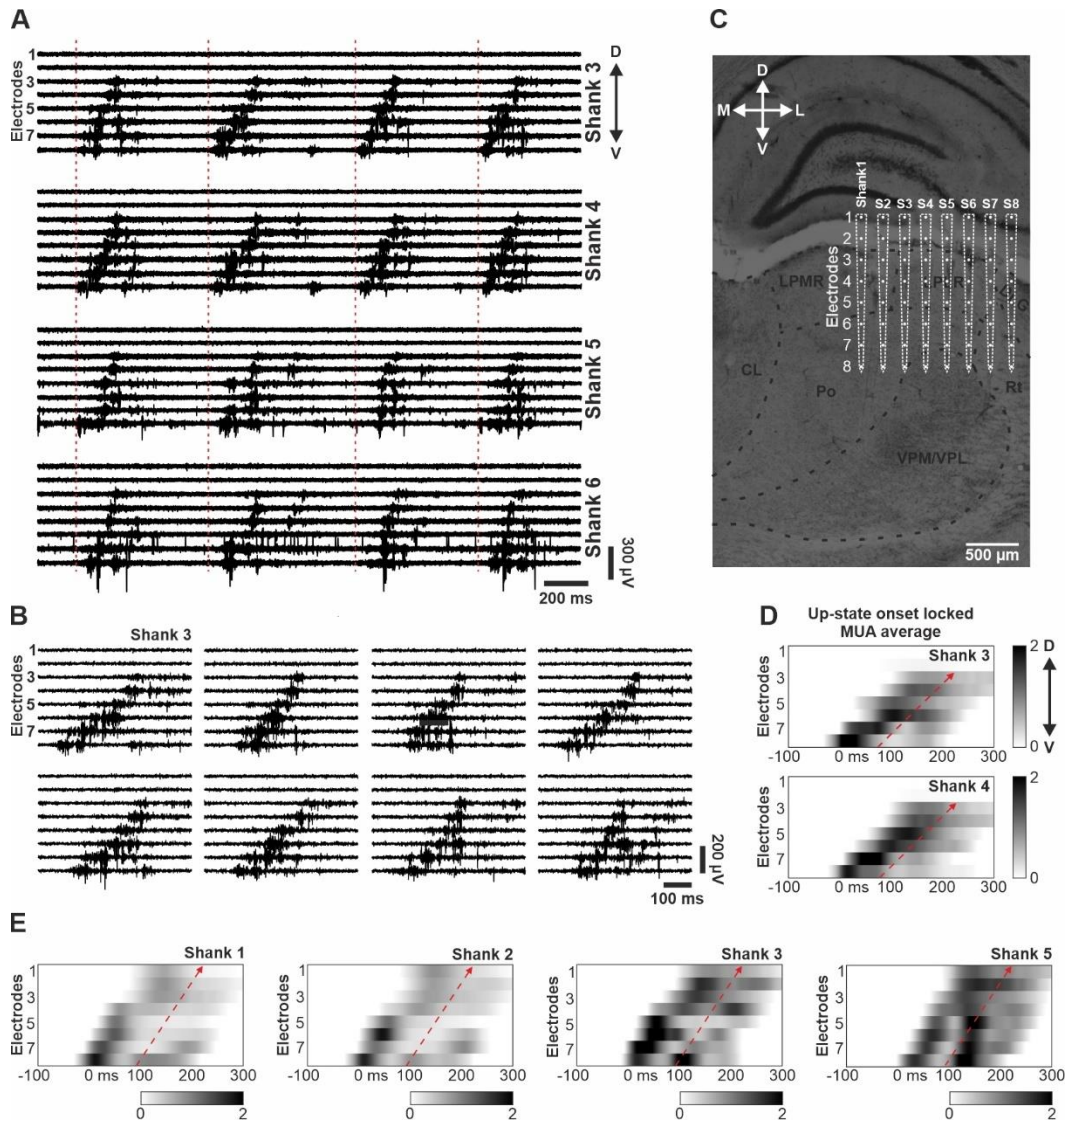 A
Electrodes
1
3
5
7
D
V
Shank 3
Shank 4
Shank 5
Shank 6
300 µV
200 ms
B
Shank 3
Electrodes
1
3
5
7
200 µV
100 ms
C
D
M L
V
Shank1 S2 S3 S4 S5 S6 S7 S8
Electrodes
1
2
3
4
5
6
7
8
LPMR
CL
Po
Rt
VPM/VPL
500 µm
D
Up-state onset locked
MUA average
Shank 3
Electrodes
1
5
7
-100 0 ms 100 200 300
2
0
D
V
Shank 4
Electrodes
1
5
7
-100 0 ms 100 200 300
2
0
E
Shank 1
Electrodes
1
3
5
7
-100 0 ms 100 200 300
0 2
Shank 2
Electrodes
1
3
5
7
-100 0 ms 100 200 300
0 2
Shank 3
Electrodes
1
3
5
7
-100 0 ms 100 200 300
0 2
Shank 5
Electrodes
1
3
5
7
-100 0 ms 100 200 300
0 2